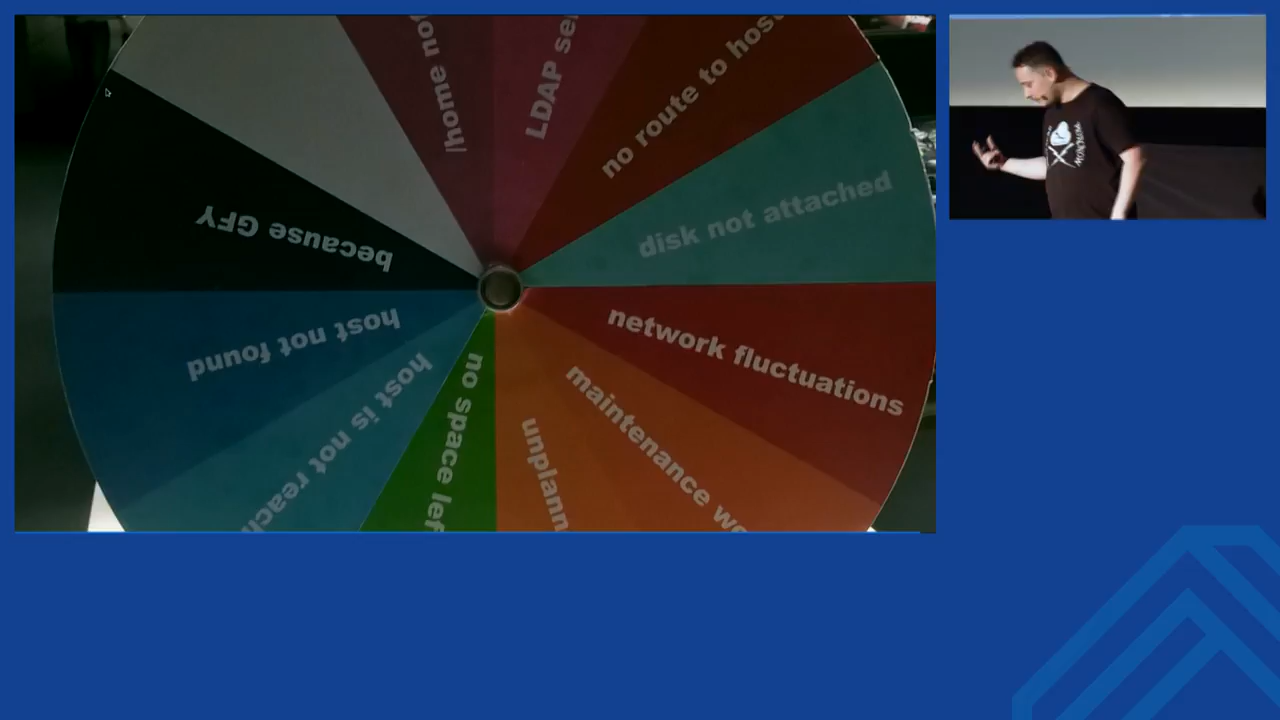 /home no
LDAP se
no route to hos
disk not attached
network fluctuations
maintenance w
unplann
no space lef
host is not reach
host not found
because GFY